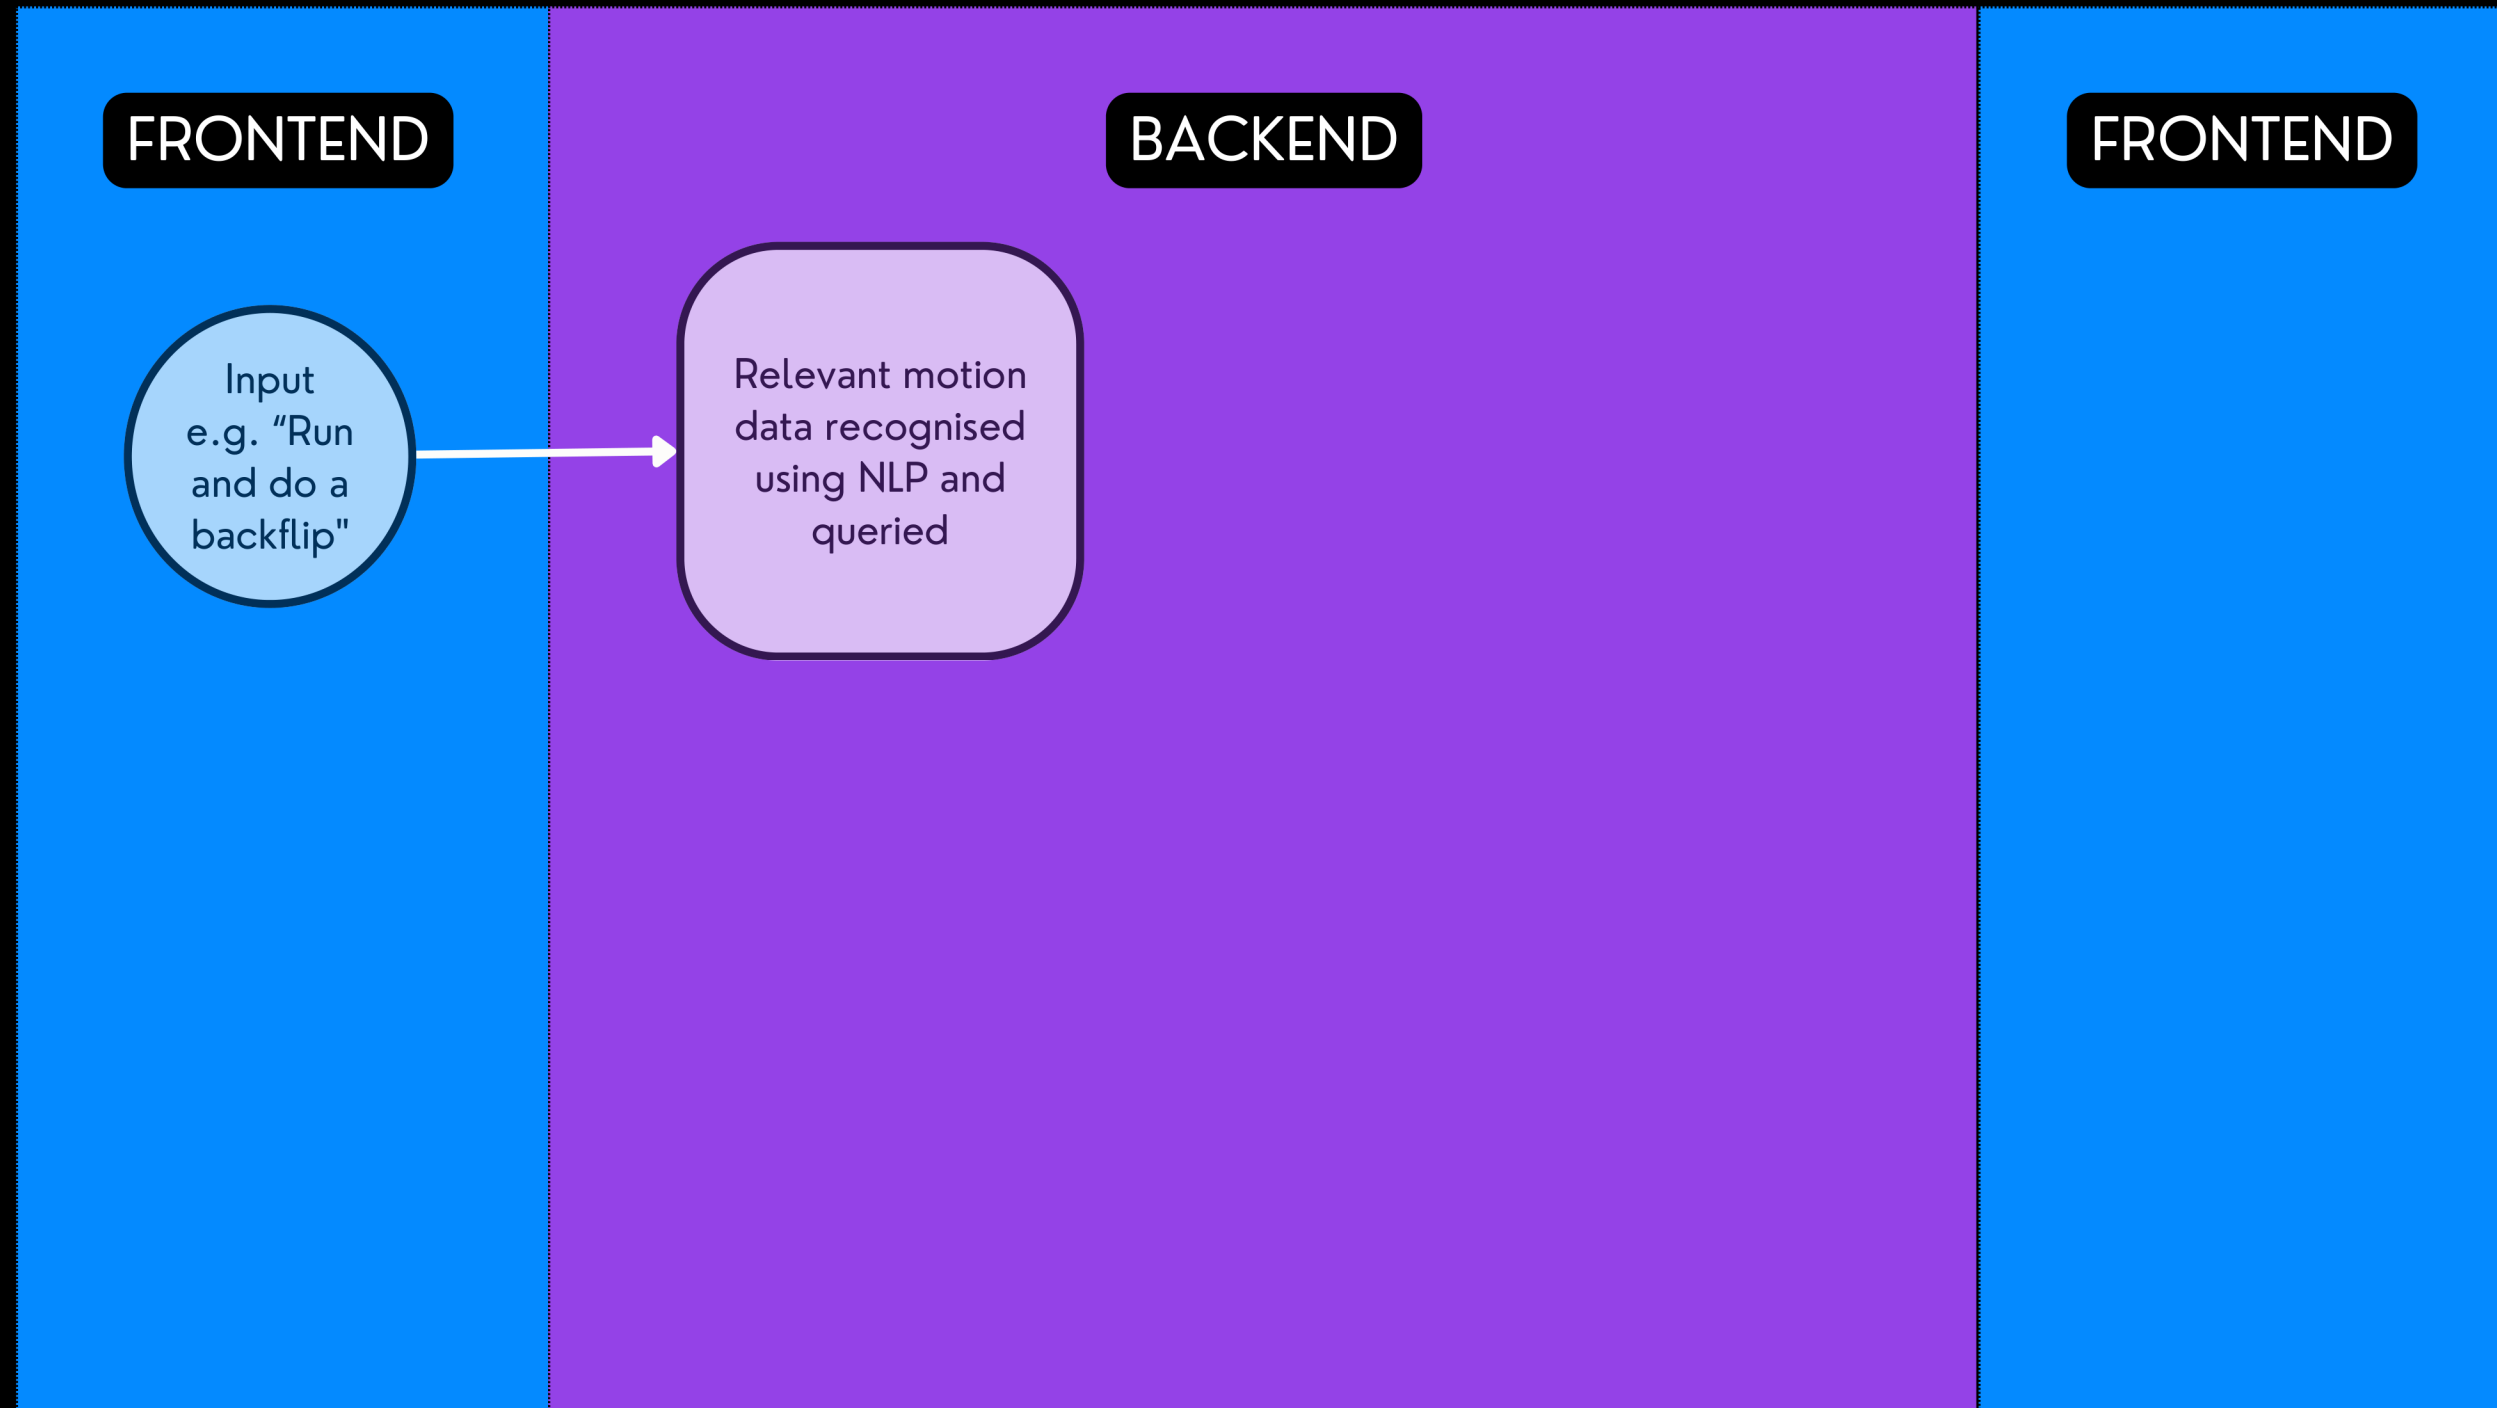 FRONTEND
BACKEND
FRONTEND
Input
e.g. “Run
and do a
backflip"
Relevant motion
data recognised
using NLP and
queried